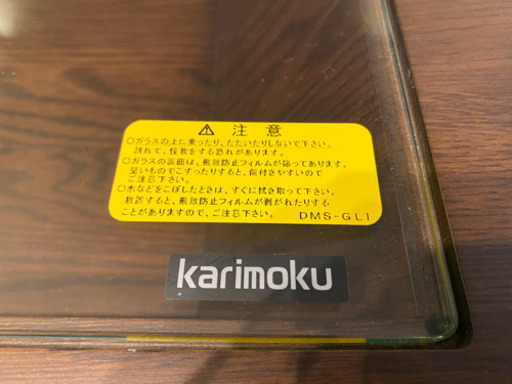 ⚠ 注意
○ガラスの上に乗ったり、たたいたりしないで下さい。
割れて、怪我をする恐れがあります。
○ガラスの裏面は、飛散防止フィルムが貼ってあります。
堅いものでこすったりすると、傷付きやすいので
ご注意下さい。
○水などをこぼしたときは、すぐに拭き取って下さい。
放置すると、飛散防止フィルムが剥がれたりする
ことがありますので、ご注意下さい。 DMS-GL1
karimoku